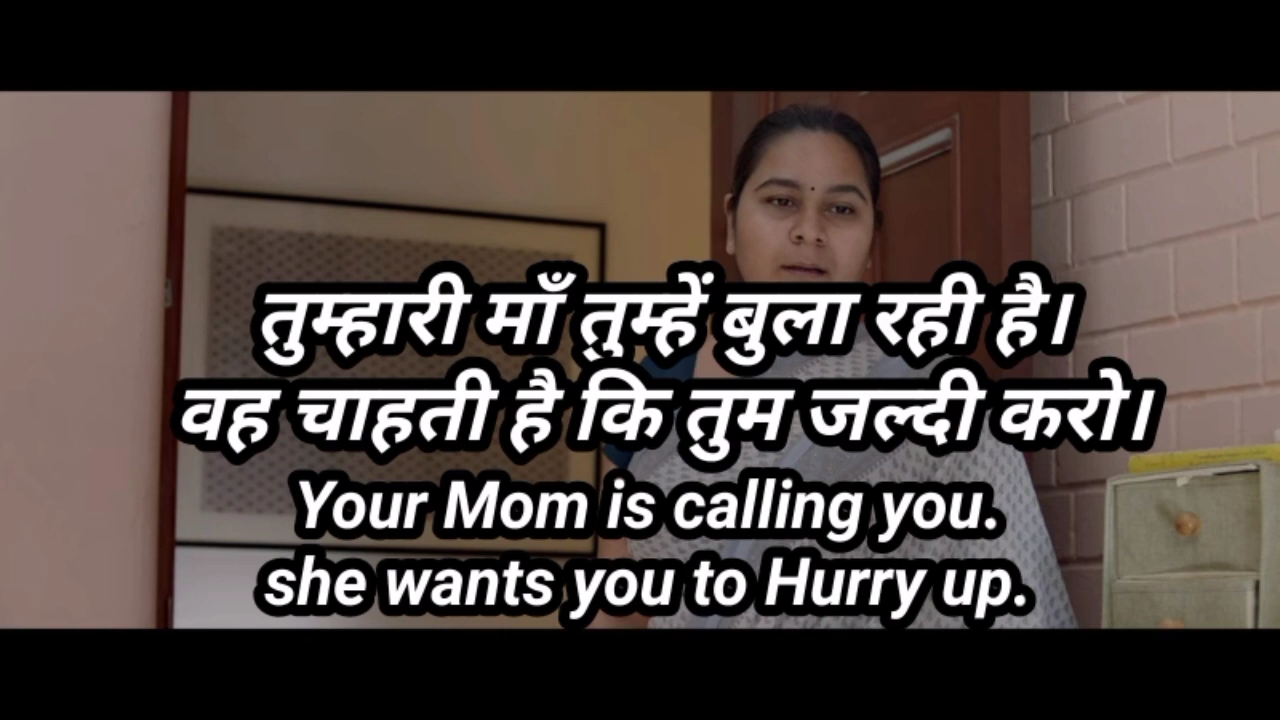 तुम्हारी माँ तुम्हें बुला रही है।
वह चाहती है कि तुम जल्दी करो।
Your Mom is calling you.
she wants you to Hurry up.